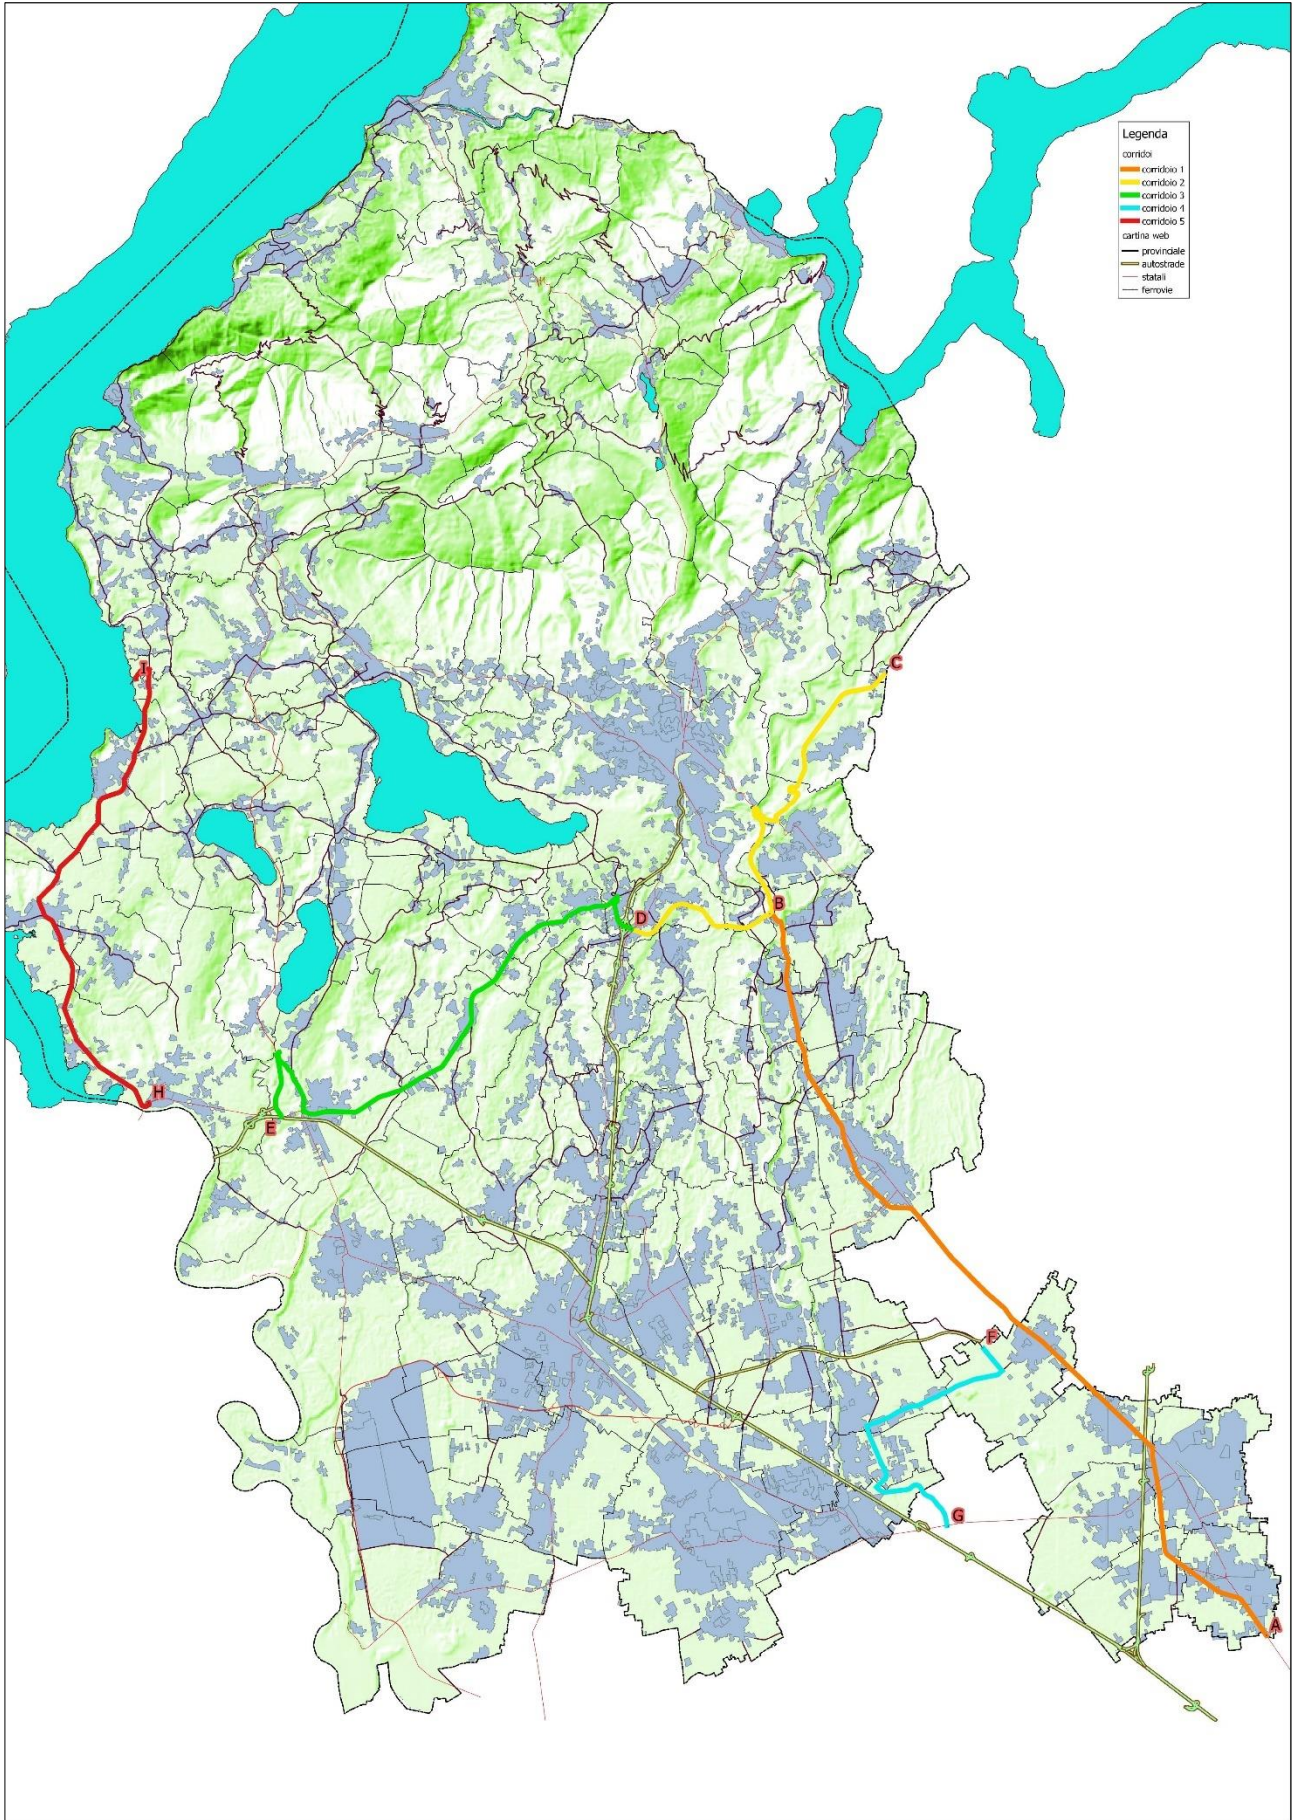 Legenda
corridoi
corridoio 1
corridoio 2
corridoio 3
corridoio 4
corridoio 5
cartina web
provinciale
autostrade
statali
ferrovie
I
C
B
D
H
E
F
G
A